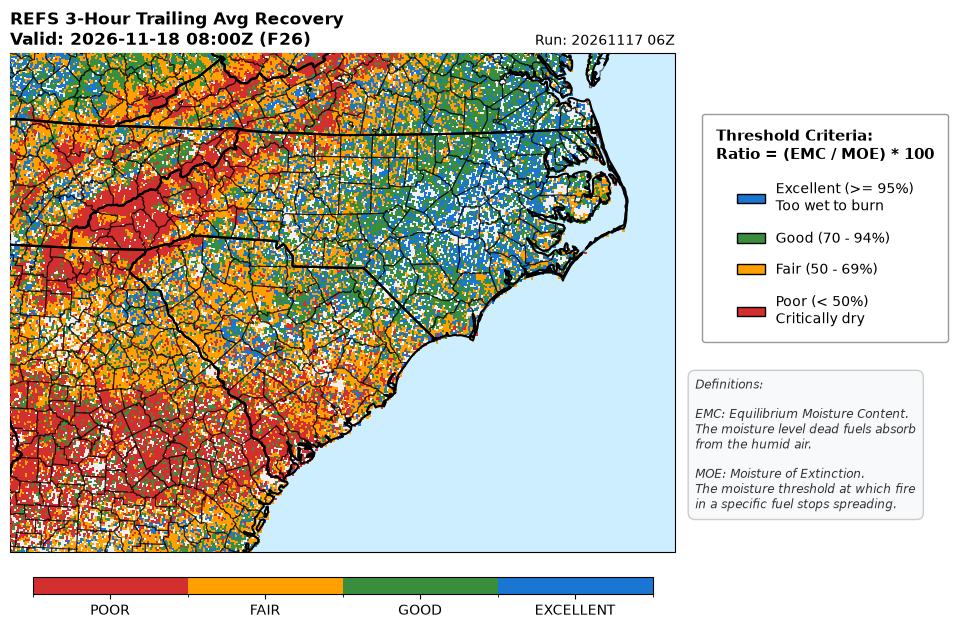 REFS 3-Hour Trailing Avg Recovery
Valid: 2026-11-18 08:00Z (F26)
Run: 20261117 06Z
Threshold Criteria:
Ratio = (EMC / MOE) * 100
Excellent (>= 95%)
Too wet to burn
Good (70 - 94%)
Fair (50 - 69%)
Poor (< 50%)
Critically dry
Definitions:
EMC: Equilibrium Moisture Content.
The moisture level dead fuels absorb
from the humid air.
MOE: Moisture of Extinction.
The moisture threshold at which fire
in a specific fuel stops spreading.
POOR
FAIR
GOOD
EXCELLENT